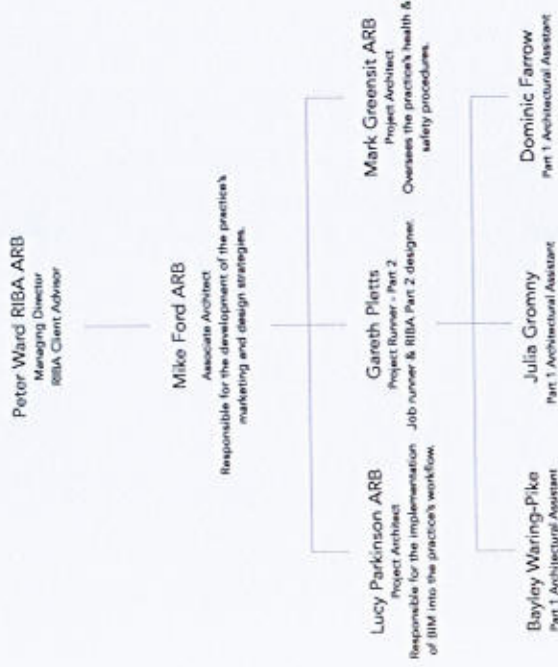 Peter Ward RIBA ARB
Managing Director
RIBA Client Advisor
Mike Ford ARB
Associate Architect
Responsible for the development of the practice's
marketing and design strategies.
Lucy Parkinson ARB
Project Architect
Responsible for the implementation
of BIM into the practice's workflow.
Gareth Pletts
Project Runner - Part 2
Job runner & RIBA Part 2 designer.
Mark Greensit ARB
Project Architect
Oversees the practice's health &
safety procedures.
Bayley Waring-Pike
Part 1 Architectural Assistant
Julia Gromny
Part 1 Architectural Assistant
Dominic Farrow
Part 1 Architectural Assistant